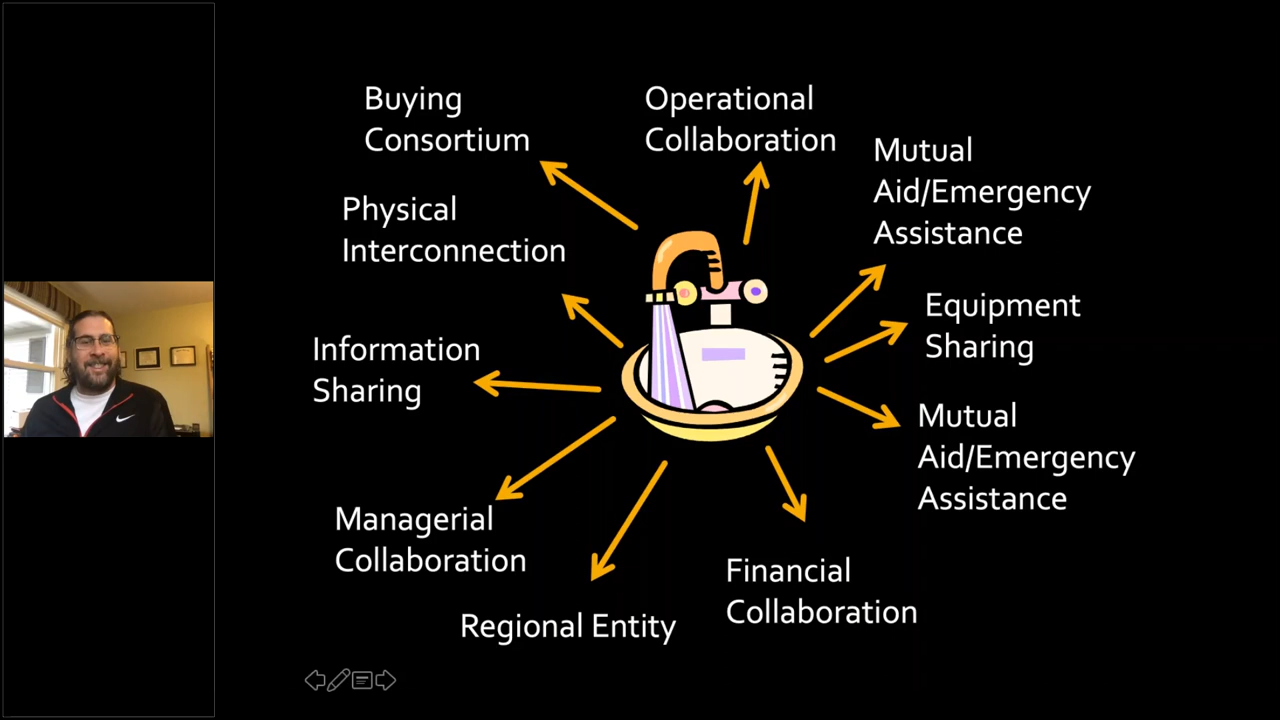 Buying
Consortium
Operational
Collaboration
Mutual
Aid/Emergency
Assistance
Physical
Interconnection
Equipment
Sharing
Information
Sharing
Mutual
Aid/Emergency
Assistance
Managerial
Collaboration
Financial
Collaboration
Regional Entity